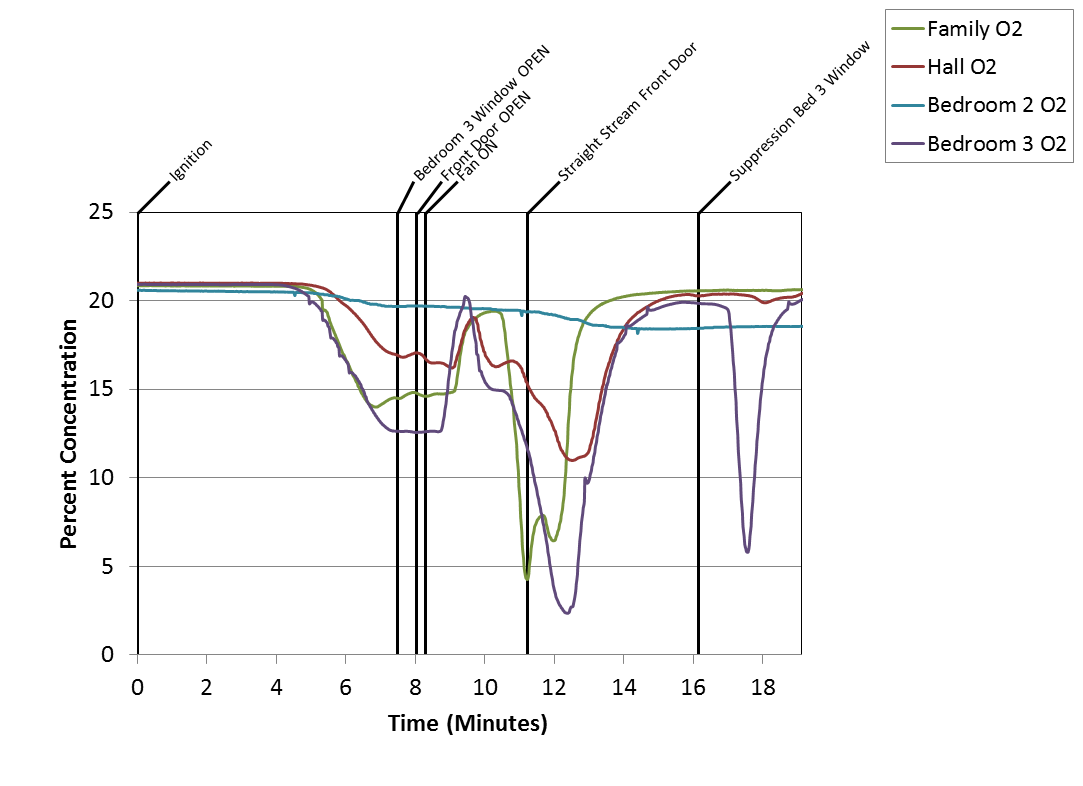 Family O2
Hall O2
Bedroom 2 O2
Bedroom 3 O2
Ignition
Bedroom 3 Window OPEN
Front Door OPEN
Fan ON
Straight Stream Front Door
Suppression Bed 3 Window
Percent Concentration
25
20
15
10
5
0
0 2 4 6 8 10 12 14 16 18
Time (Minutes)